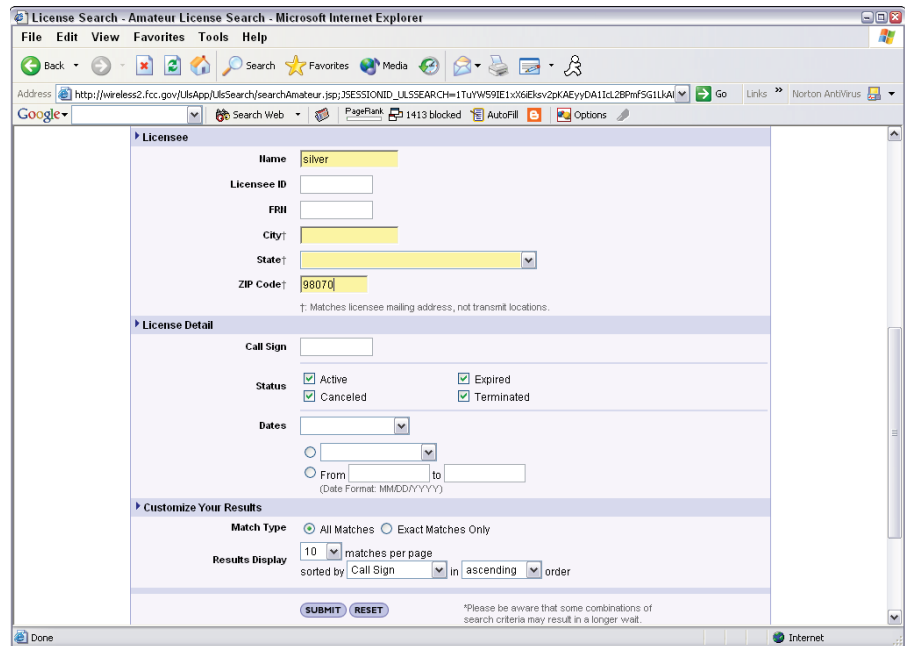 License Search - Amateur License Search - Microsoft Internet Explorer
File Edit View Favorites Tools Help
Back Search Favorites Media
Address http://wireless2.fcc.gov/UlsApp/UlsSearch/searchAmateur.jsp;JSESSIONID_ULSSEARCH= Go Links » Norton AntiVirus
Google Search Web PageRank 1413 blocked AutoFill Options
Licensee
Name silver
Licensee ID
FRN
City†
State†
ZIP Code† 98070
†: Matches licensee mailing address, not transmit locations.
License Detail
Call Sign
Status Active Expired
Canceled Terminated
Dates
From to
(Date Format: MM/DD/YYYY)
Customize Your Results
Match Type All Matches Exact Matches Only
Results Display 10 matches per page
sorted by Call Sign in ascending order
SUBMIT RESET *Please be aware that some combinations of
search criteria may result in a longer wait.
Done Internet